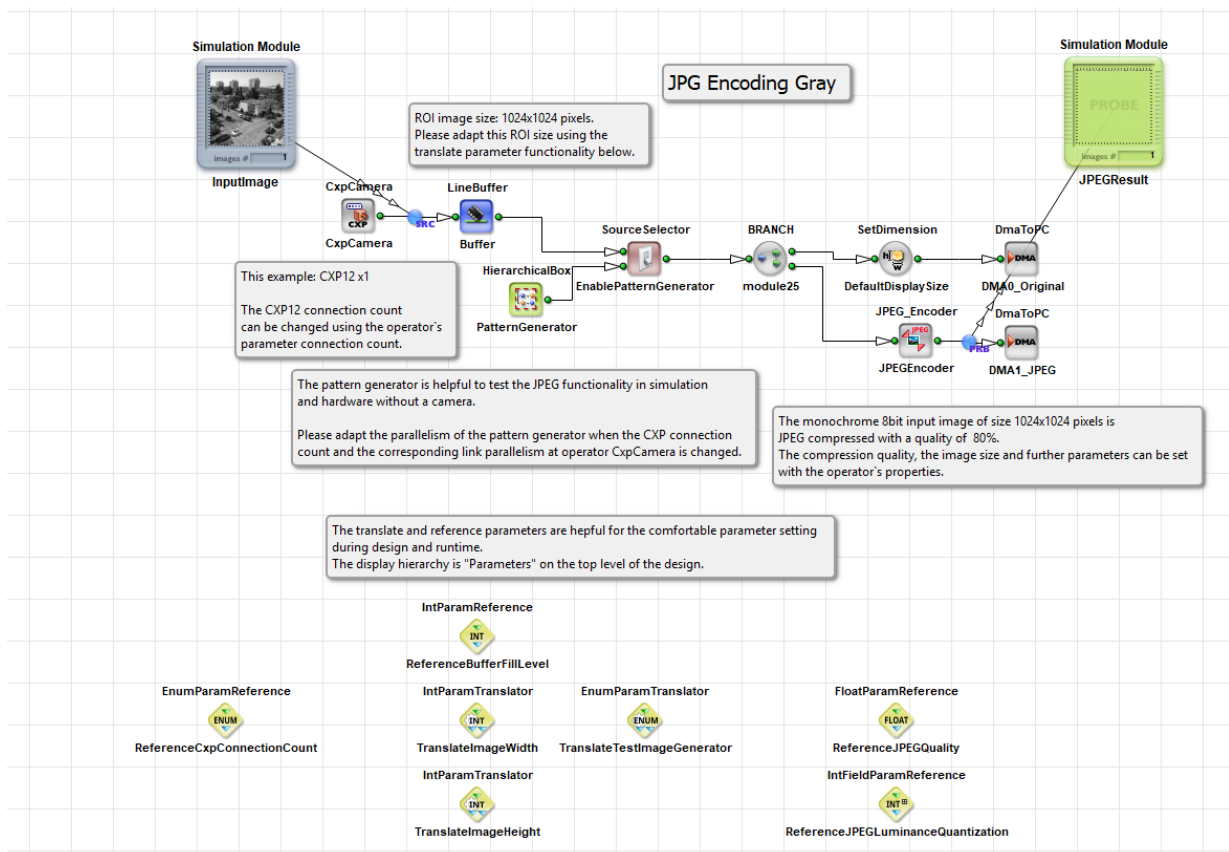 Simulation Module
Simulation Module
JPG Encoding Gray
PROBE
images # 1
images # 1
InputImage
JPEGResult
ROI image size: 1024x1024 pixels.
Please adapt this ROI size using the
translate parameter functionality below.
CxpCamera
LineBuffer
CXP
SRC
CxpCamera
Buffer
SourceSelector
BRANCH
SetDimension
DmaToPC
h
w
DMA
EnablePatternGenerator
module25
DefaultDisplaySize
DMA0_Original
This example: CXP12 x1
The CXP12 connection count
can be changed using the operator`s
parameter connection count.
HierarchicalBox
PatternGenerator
JPEG_Encoder
DmaToPC
JPEG
PRB
DMA
JPEGEncoder
DMA1_JPEG
The pattern generator is helpful to test the JPEG functionality in simulation
and hardware without a camera.
Please adapt the parallelism of the pattern generator when the CXP connection
count and the corresponding link parallelism at operator CxpCamera is changed.
The monochrome 8bit input image of size 1024x1024 pixels is
JPEG compressed with a quality of  80%.
The compression quality, the image size and further parameters can be set
with the operator`s properties.
The translate and reference parameters are hepful for the comfortable parameter setting
during design and runtime.
The display hierarchy is "Parameters" on the top level of the design.
IntParamReference
INT
ReferenceBufferFillLevel
EnumParamReference
IntParamTranslator
EnumParamTranslator
FloatParamReference
ENUM
INT
ENUM
FLOAT
ReferenceCxpConnectionCount
TranslateImageWidth
TranslateTestImageGenerator
ReferenceJPEGQuality
IntParamTranslator
IntFieldParamReference
INT
INT
TranslateImageHeight
ReferenceJPEGLuminanceQuantization